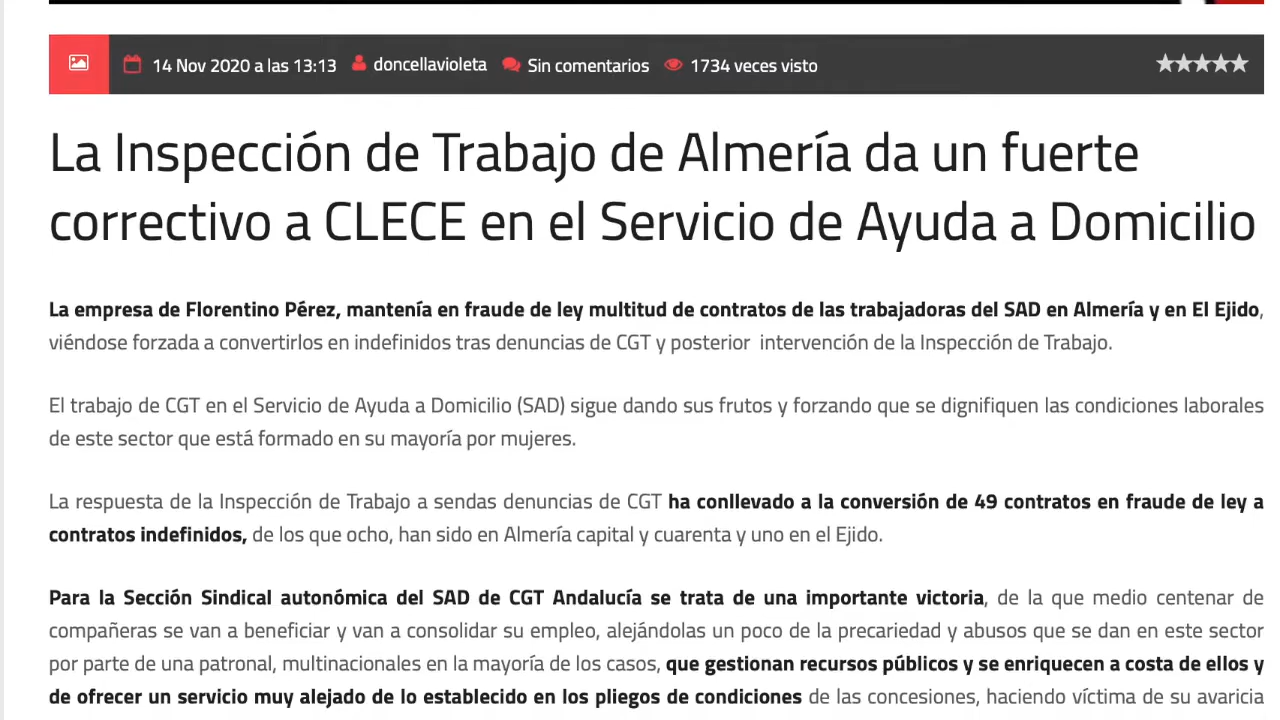 14 Nov 2020 a las 13:13 doncellavioleta Sin comentarios 1734 veces visto
La Inspección de Trabajo de Almería da un fuerte
correctivo a CLECE en el Servicio de Ayuda a Domicilio
La empresa de Florentino Pérez, mantenía en fraude de ley multitud de contratos de las trabajadoras del SAD en Almería y en El Ejido,
viéndose forzada a convertirlos en indefinidos tras denuncias de CGT y posterior intervención de la Inspección de Trabajo.
El trabajo de CGT en el Servicio de Ayuda a Domicilio (SAD) sigue dando sus frutos y forzando que se dignifiquen las condiciones laborales
de este sector que está formado en su mayoría por mujeres.
La respuesta de la Inspección de Trabajo a sendas denuncias de CGT ha conllevado a la conversión de 49 contratos en fraude de ley a
contratos indefinidos, de los que ocho, han sido en Almería capital y cuarenta y uno en el Ejido.
Para la Sección Sindical autonómica del SAD de CGT Andalucía se trata de una importante victoria, de la que medio centenar de
compañeras se van a beneficiar y van a consolidar su empleo, alejándolas un poco de la precariedad y abusos que se dan en este sector
por parte de una patronal, multinacionales en la mayoría de los casos, que gestionan recursos públicos y se enriquecen a costa de ellos y
de ofrecer un servicio muy alejado de lo establecido en los pliegos de condiciones de las concesiones, haciendo víctima de su avaricia